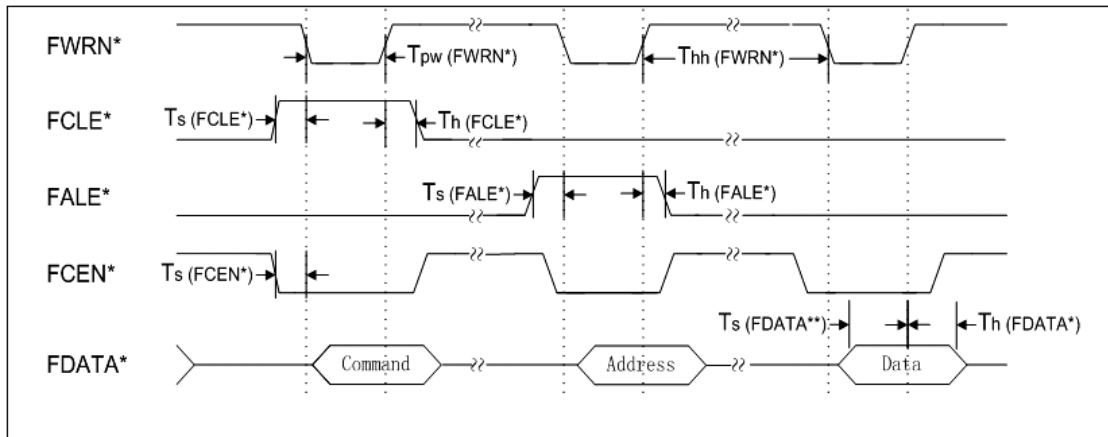 FWRN*
Tpw (FWRN*)
Thh (FWRN*)
FCLE*
Ts (FCLE*)
Th (FCLE*)
FALE*
Ts (FALE*)
Th (FALE*)
FCEN*
Ts (FCEN*)
Ts (FDATA**)
Th (FDATA*)
FDATA*
Command
Address
Data